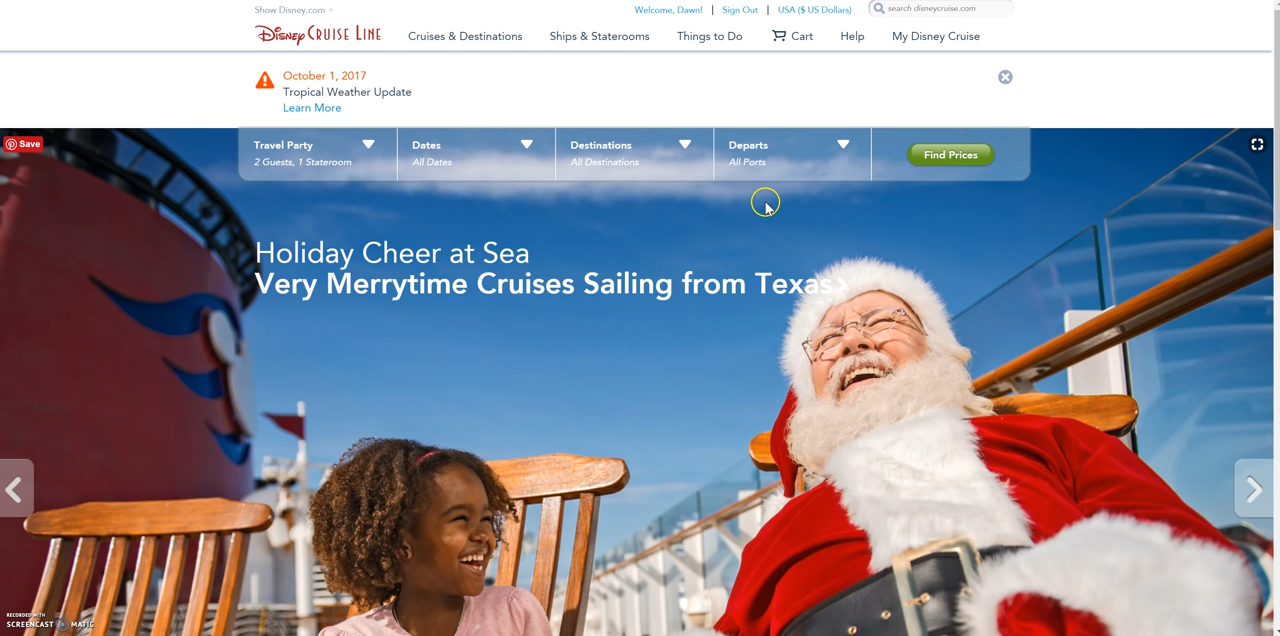 Show Disney.com
Welcome, Dawn! | Sign Out | USA ($ US Dollars)
search disneycruise.com
Disney CRUISE LINE
Cruises & Destinations
Ships & Staterooms
Things to Do
Cart
Help
My Disney Cruise
October 1, 2017
Tropical Weather Update
Learn More
Save
Travel Party
2 Guests, 1 Stateroom
Dates
All Dates
Destinations
All Destinations
Departs
All Ports
Find Prices
Holiday Cheer at Sea
Very Merrytime Cruises Sailing from Texas>
RECORDED WITH
SCREENCAST MATIC